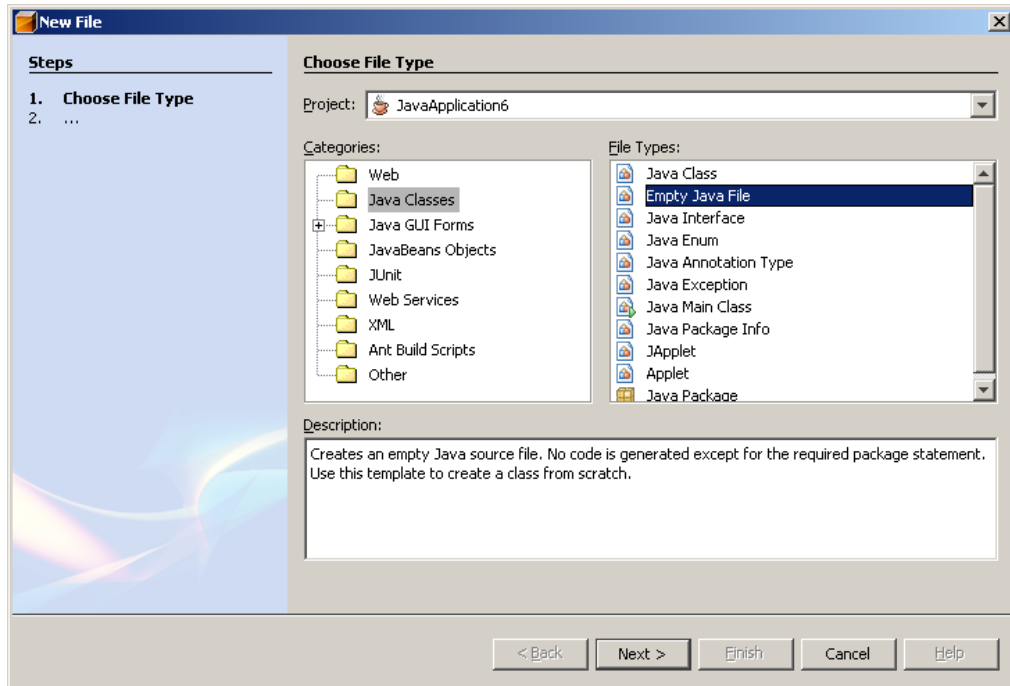 New File
Steps
1. Choose File Type
2. ...
Choose File Type
Project: JavaApplication6
Categories:
Web
Java Classes
Java GUI Forms
JavaBeans Objects
JUnit
Web Services
XML
Ant Build Scripts
Other
File Types:
Java Class
Empty Java File
Java Interface
Java Enum
Java Annotation Type
Java Exception
Java Main Class
Java Package Info
JApplet
Applet
Java Package
Description:
Creates an empty Java source file. No code is generated except for the required package statement.
Use this template to create a class from scratch.
< Back Next > Finish Cancel Help